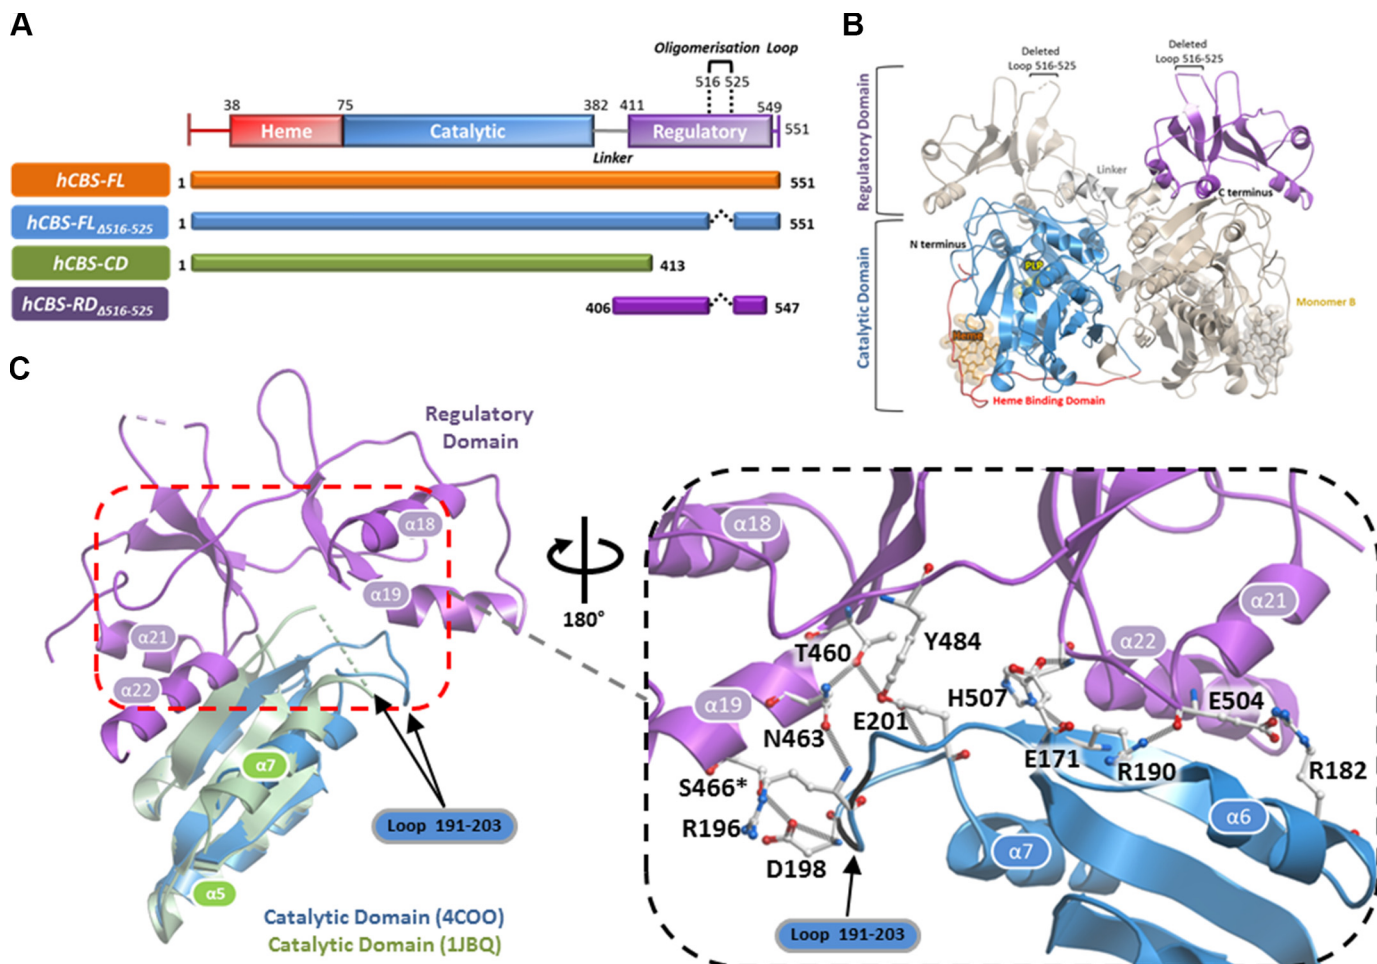 A
Oligomerisation Loop
516 525
38 75 382 411 549
Heme Catalytic Regulatory 551
Linker
hCBS-FL 1 551
hCBS-FLΔ516-525 1 551
hCBS-CD 1 413
hCBS-RDΔ516-525 406 547
B
Deleted
Loop 516-525
Deleted
Loop 516-525
Regulatory Domain
Linker
C terminus
N terminus
PLP
Catalytic Domain
Monomer B
Heme
Heme Binding Domain
C
Regulatory
Domain
α18
α19
α21
α22
α7
Loop 191-203
α5
Catalytic Domain (4COO)
Catalytic Domain (1JBQ)
180°
α18
α21
T460
Y484
α22
α19
H507
E504
N463
E201
E171
R190
R182
S466*
R196
α6
D198
α7
Loop 191-203